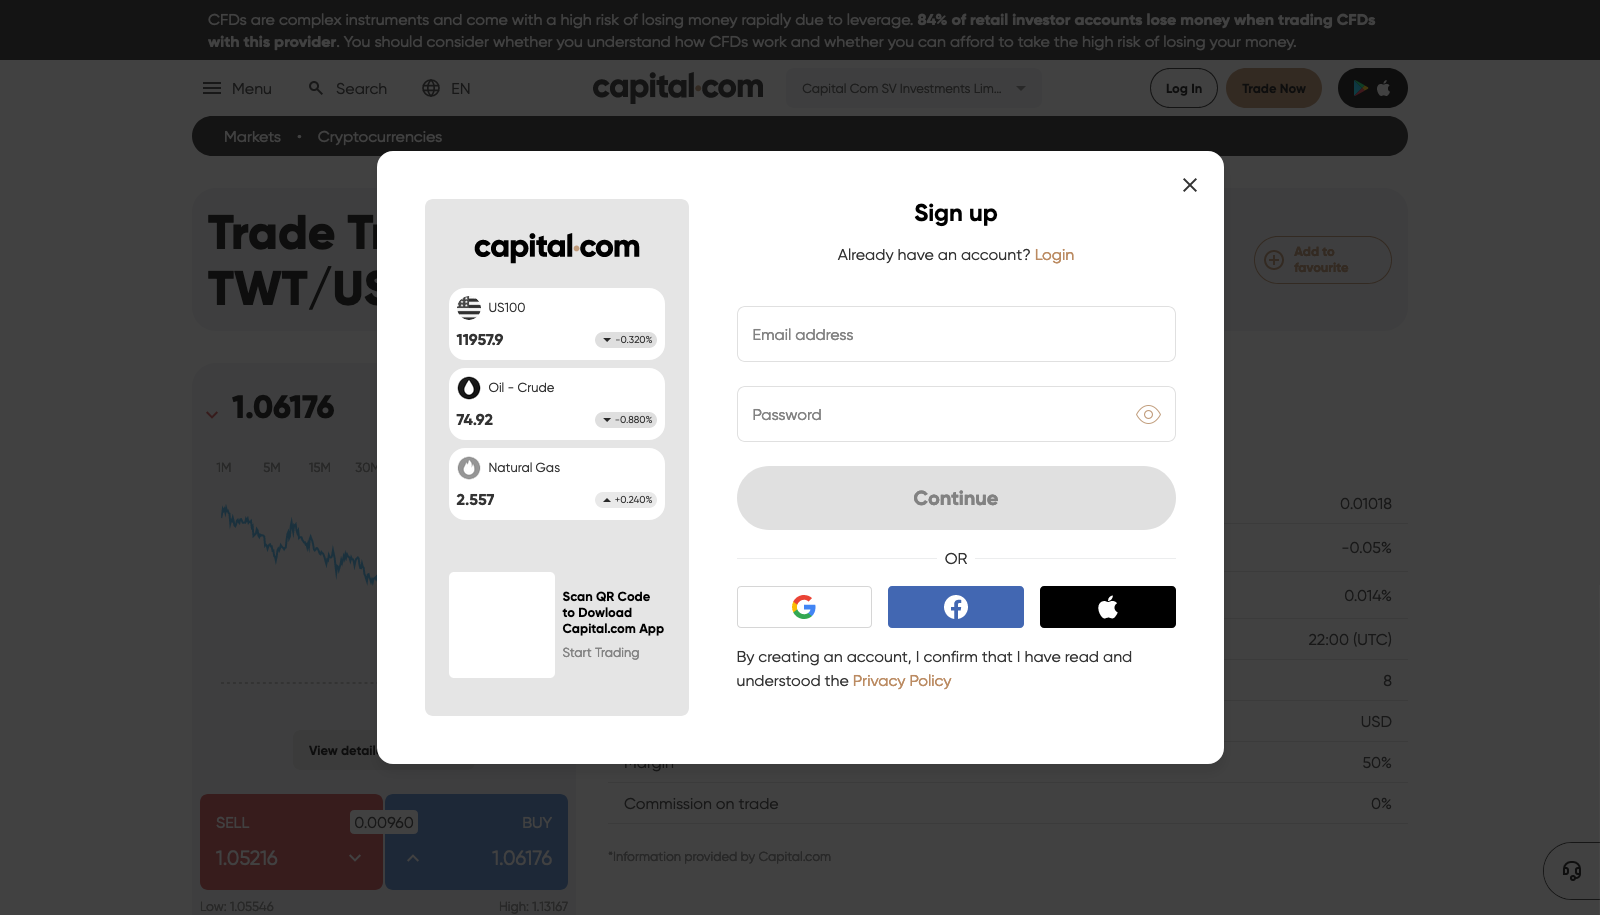 CFDs are complex instruments and come with a high risk of losing money rapidly due to leverage. 84% of retail investor accounts lose money when trading CFDs
with this provider. You should consider whether you understand how CFDs work and whether you can afford to take the high risk of losing your money.
Menu
Search
EN
capital.com
Capital Com SV Investments Lim...
Log In
Trade Now
Markets • Cryptocurrencies
Trade
TWT/US
Add to
favourite
1.06176
1M 5M 15M 30M
View detail
SELL
0.00960
BUY
1.05216
1.06176
Low: 1.05546
High: 1.13167
capital.com
US100
11957.9
-0.320%
Oil - Crude
74.92
-0.880%
Natural Gas
2.557
+0.240%
Scan QR Code
to Dowload
Capital.com App
Start Trading
Sign up
Already have an account? Login
Email address
Password
Continue
OR
By creating an account, I confirm that I have read and
understood the Privacy Policy
0.01018
-0.05%
0.014%
22:00 (UTC)
8
USD
Margin
50%
Commission on trade
0%
*Information provided by Capital.com